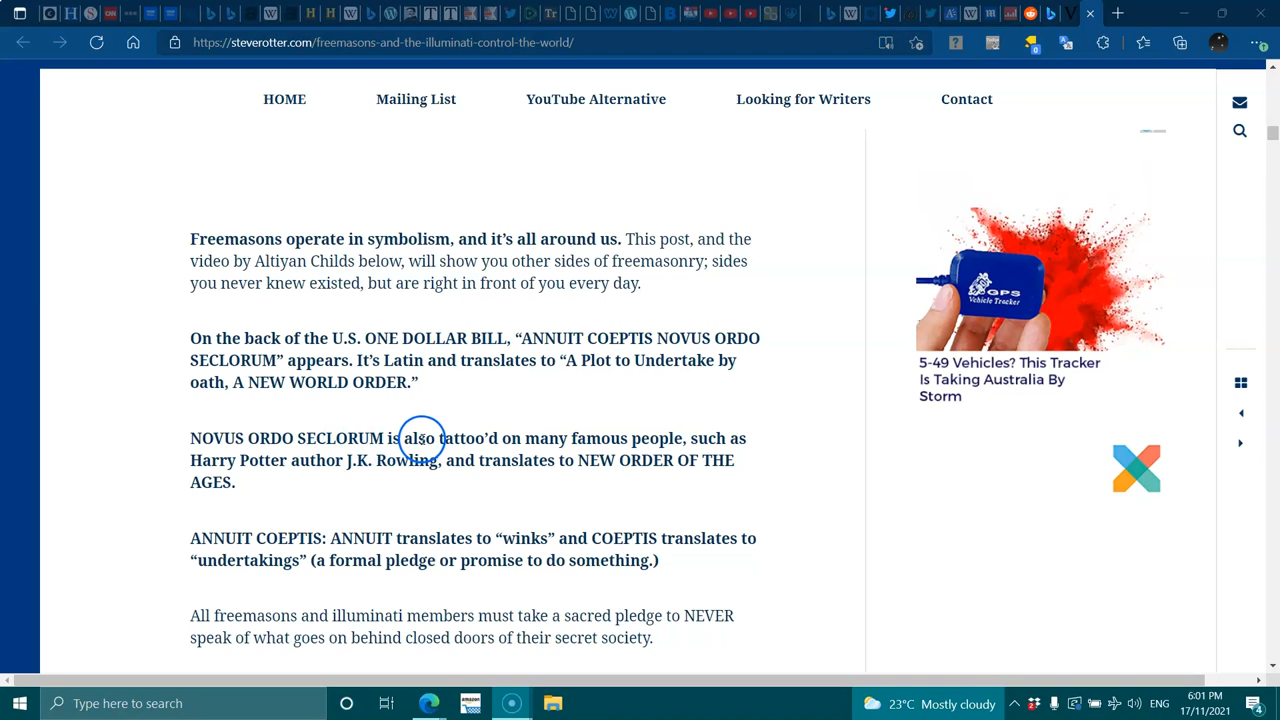 https://steverotter.com/freemasons-and-the-illuminati-control-the-world/
HOME Mailing List YouTube Alternative Looking for Writers Contact
Freemasons operate in symbolism, and it’s all around us. This post, and the
video by Altiyan Childs below, will show you other sides of freemasonry; sides
you never knew existed, but are right in front of you every day.
On the back of the U.S. ONE DOLLAR BILL, “ANNUIT COEPTIS NOVUS ORDO
SECLORUM” appears. It’s Latin and translates to “A Plot to Undertake by
oath, A NEW WORLD ORDER.”
NOVUS ORDO SECLORUM is also tattoo’d on many famous people, such as
Harry Potter author J.K. Rowling, and translates to NEW ORDER OF THE
AGES.
ANNUIT COEPTIS: ANNUIT translates to “winks” and COEPTIS translates to
“undertakings” (a formal pledge or promise to do something.)
All freemasons and illuminati members must take a sacred pledge to NEVER
speak of what goes on behind closed doors of their secret society.
GPS
Vehicle Tracker
5-49 Vehicles? This Tracker
Is Taking Australia By
Storm
Type here to search
amazon
23°C Mostly cloudy
ENG
6:01 PM
17/11/2021